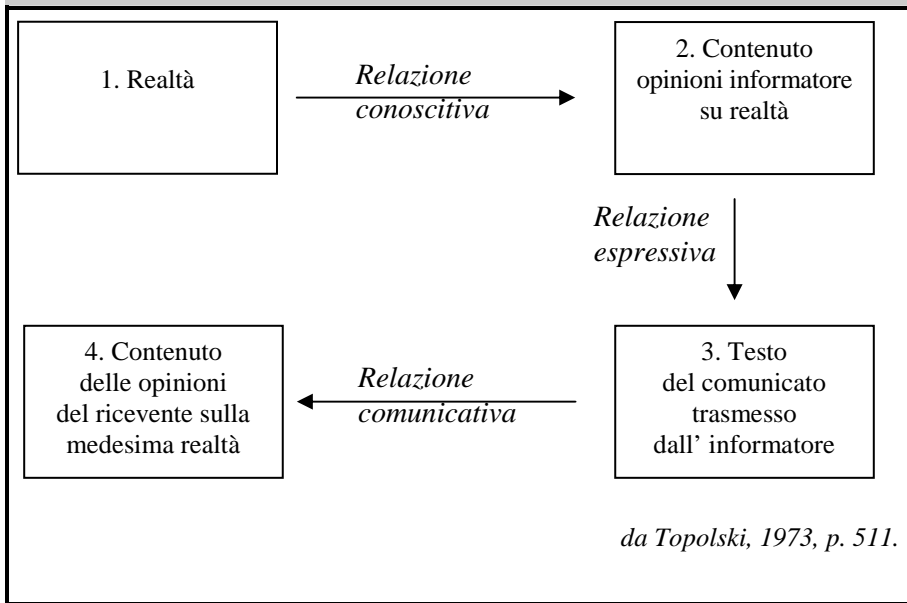 1. Realtà
Relazione
conoscitiva
2. Contenuto
opinioni informatore
su realtà
Relazione
espressiva
3. Testo
del comunicato
trasmesso
dall’ informatore
Relazione
comunicativa
4. Contenuto
delle opinioni
del ricevente sulla
medesima realtà
da Topolski, 1973, p. 511.